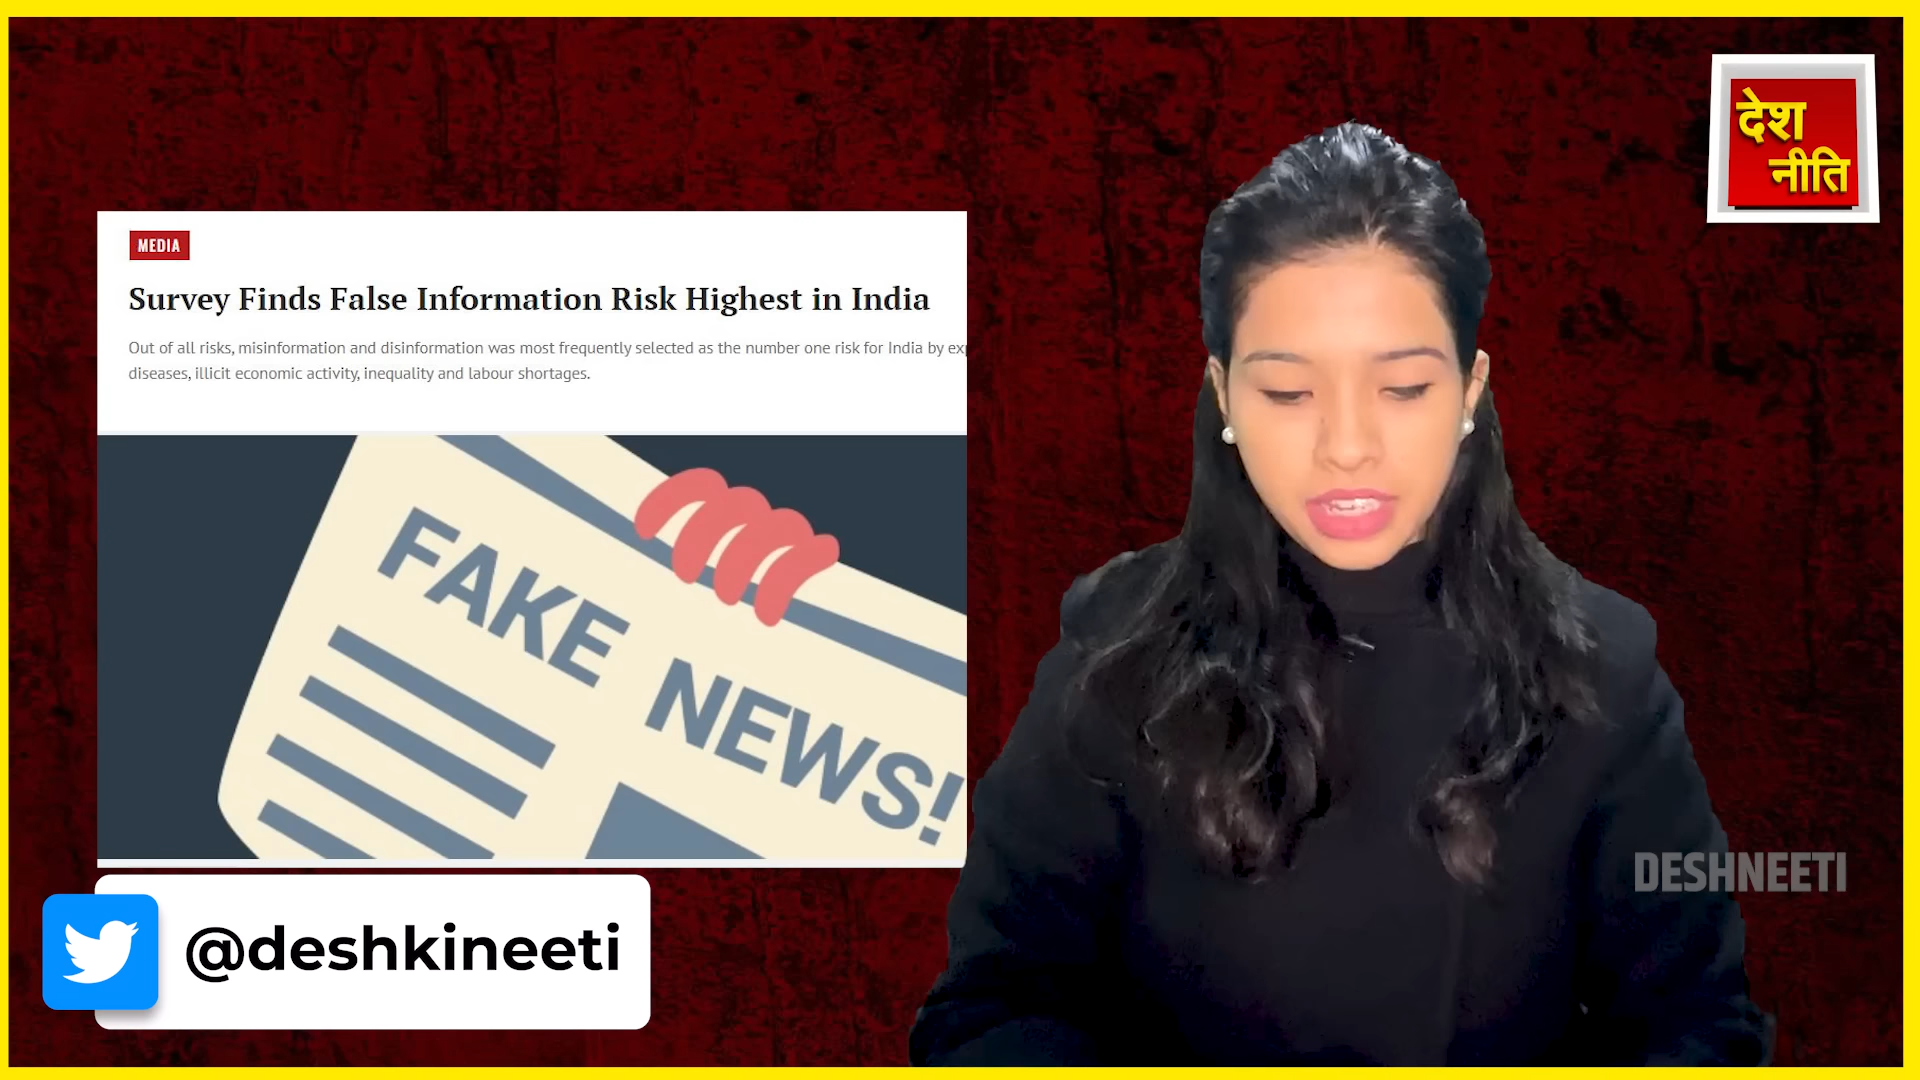 देश
नीति
MEDIA
Survey Finds False Information Risk Highest in India
Out of all risks, misinformation and disinformation was most frequently selected as the number one risk for India by
diseases, illicit economic activity, inequality and labour shortages.
FAKE
NEWS!
@deshkineeti
DESHNEETI